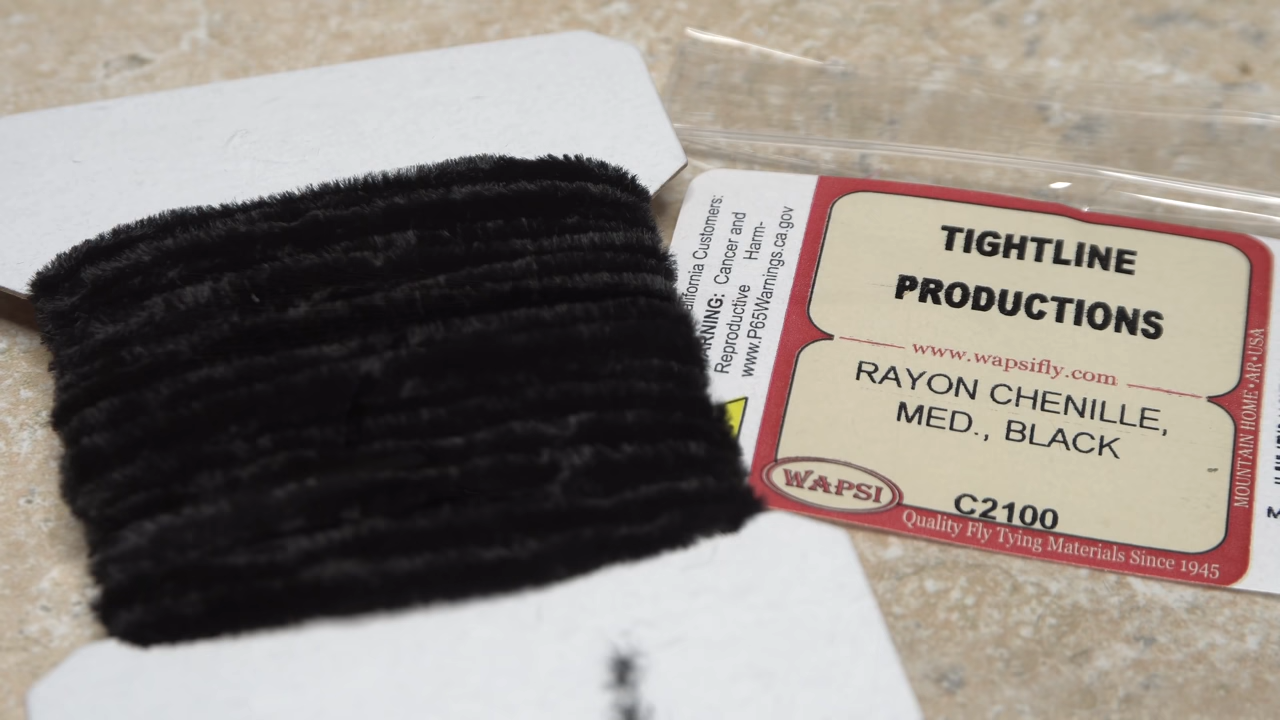 California Customers:
WARNING: Cancer and
Reproductive Harm-
www.P65Warnings.ca.gov
TIGHTLINE
PRODUCTIONS
www.wapsifly.com
RAYON CHENILLE,
MED., BLACK
WAPSI
C2100
Quality Fly Tying Materials Since 1945
MOUNTAIN HOME • AR • USA